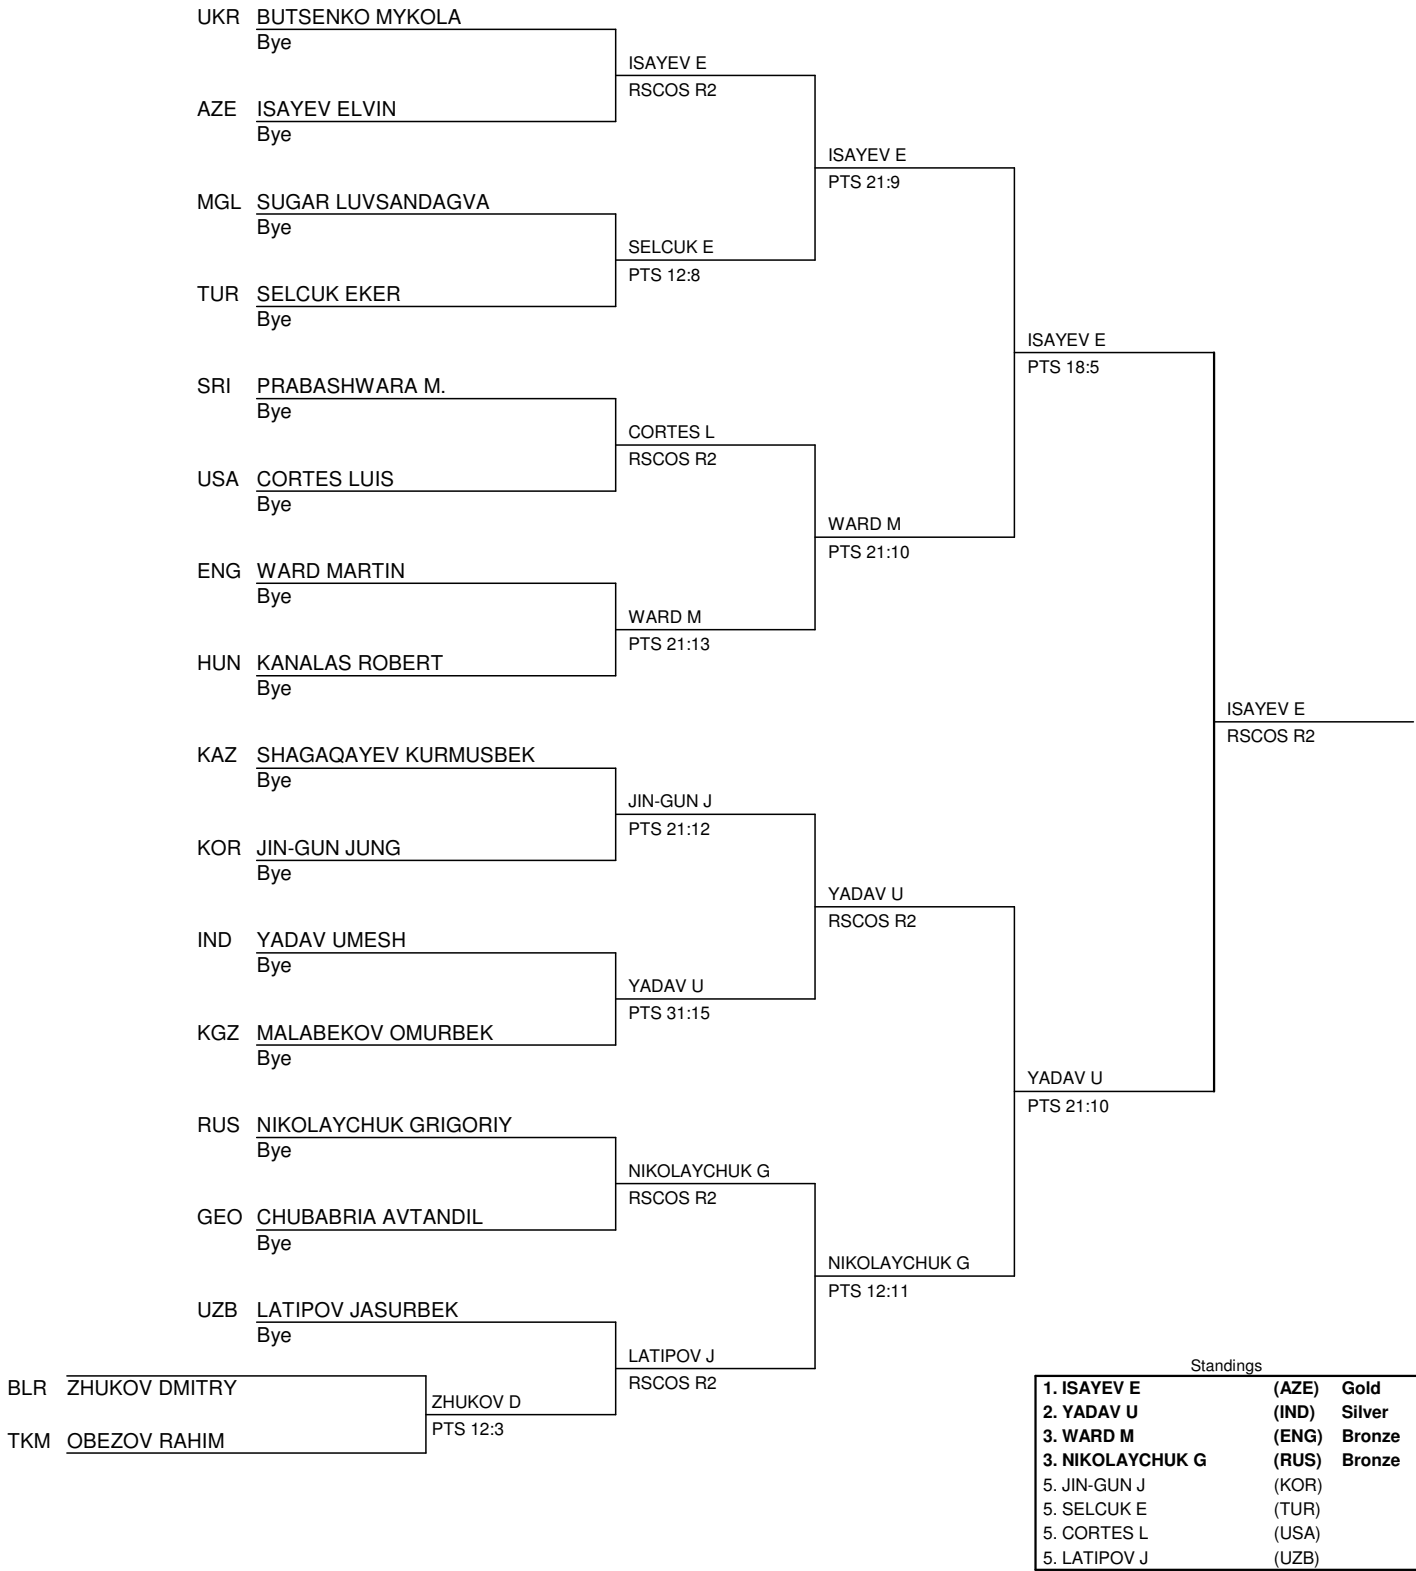 UKR BUTSENKO MYKOLA
Bye
ISAYEV E
RSCOS R2
AZE ISAYEV ELVIN
Bye
ISAYEV E
PTS 21:9
MGL SUGAR LUVSANDAGVA
Bye
SELCUK E
PTS 12:8
TUR SELCUK EKER
Bye
ISAYEV E
PTS 18:5
SRI PRABASHWARA M.
Bye
CORTES L
RSCOS R2
USA CORTES LUIS
Bye
WARD M
PTS 21:10
ENG WARD MARTIN
Bye
WARD M
PTS 21:13
HUN KANALAS ROBERT
Bye
ISAYEV E
RSCOS R2
KAZ SHAGAQAYEV KURMUSBEK
Bye
JIN-GUN J
PTS 21:12
KOR JIN-GUN JUNG
Bye
YADAV U
RSCOS R2
IND YADAV UMESH
Bye
YADAV U
PTS 31:15
KGZ MALABEKOV OMURBEK
Bye
YADAV U
PTS 21:10
RUS NIKOLAYCHUK GRIGORIY
Bye
NIKOLAYCHUK G
RSCOS R2
GEO CHUBABRIA AVTANDIL
Bye
NIKOLAYCHUK G
PTS 12:11
UZB LATIPOV JASURBEK
Bye
LATIPOV J
RSCOS R2
BLR ZHUKOV DMITRY
ZHUKOV D
PTS 12:3
TKM OBEZOV RAHIM
Standings
1. ISAYEV E (AZE) Gold
2. YADAV U (IND) Silver
3. WARD M (ENG) Bronze
3. NIKOLAYCHUK G (RUS) Bronze
5. JIN-GUN J (KOR)
5. SELCUK E (TUR)
5. CORTES L (USA)
5. LATIPOV J (UZB)